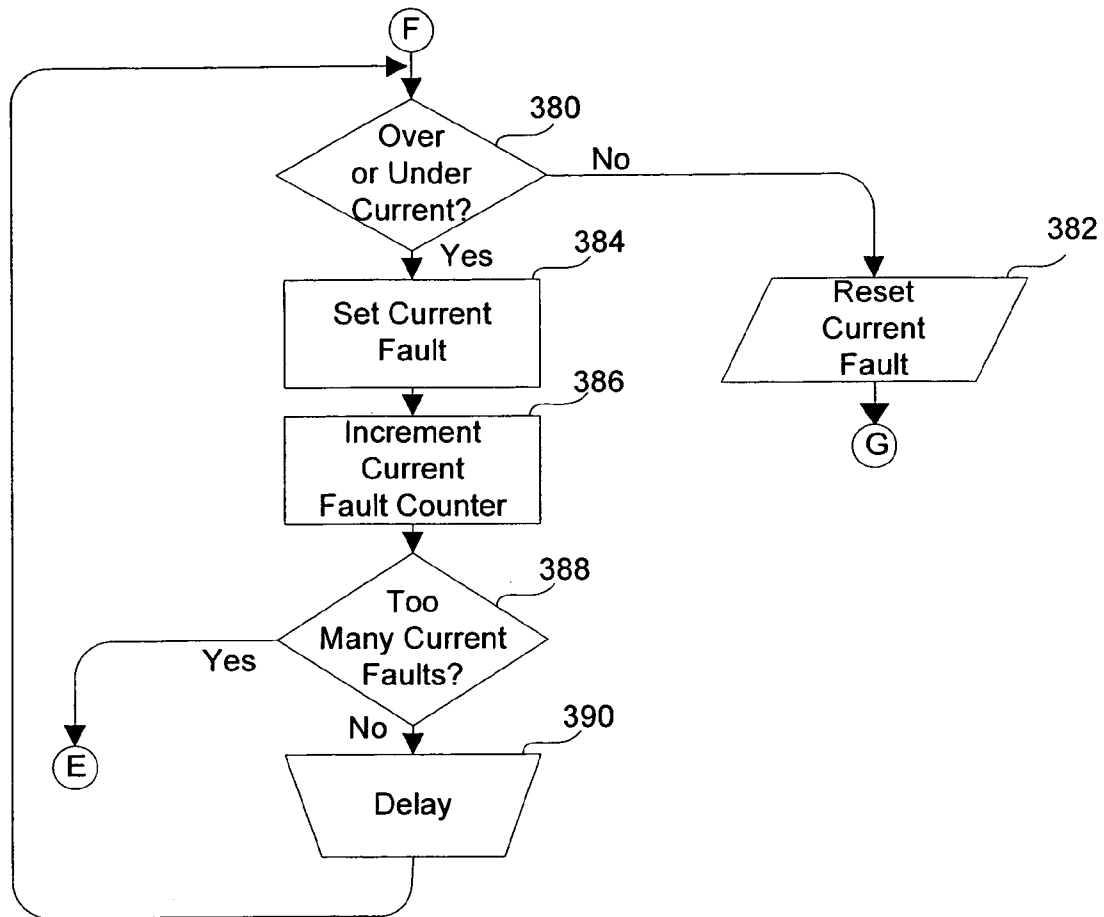 F
380
Over
or Under
Current?
No
Yes
384
382
Set Current
Fault
Reset
Current
Fault
386
Increment
Current
Fault Counter
G
388
Too
Many Current
Faults?
Yes
No
390
E
Delay